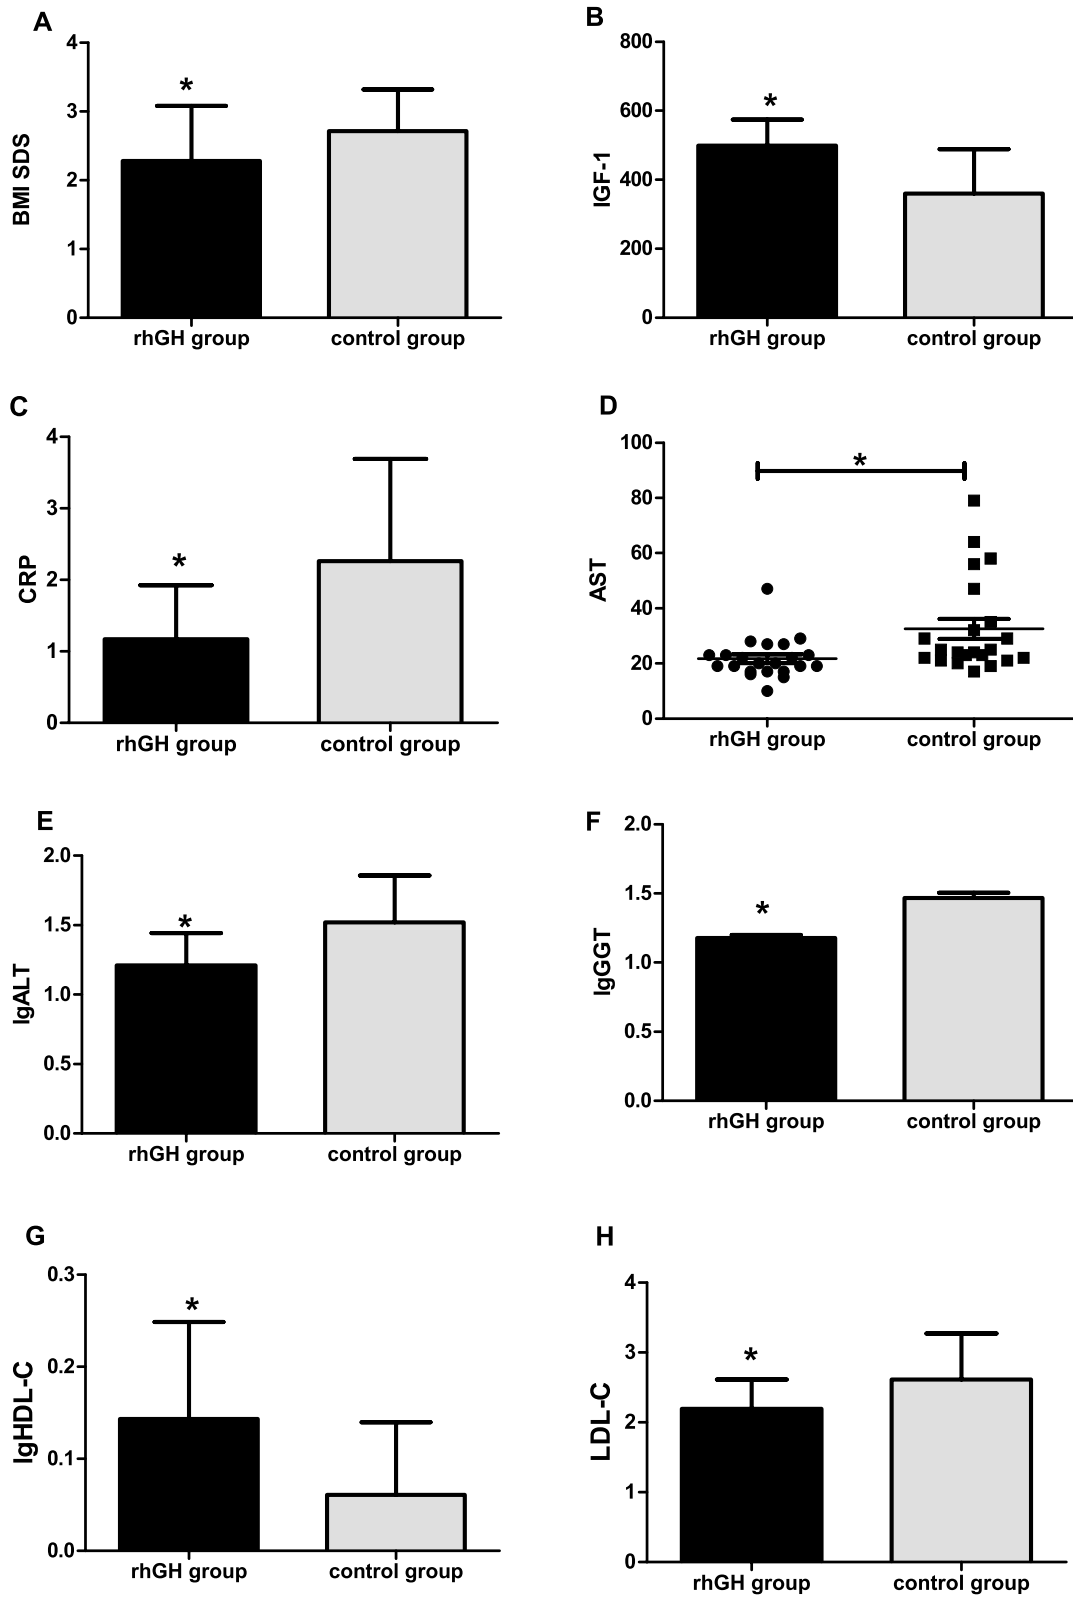 A
4
3
2
1
0
BMI SDS
*
rhGH group
control group
B
800
600
400
200
0
IGF-1
*
rhGH group
control group
C
4
3
2
1
0
CRP
*
rhGH group
control group
D
100
80
60
40
20
0
AST
*
rhGH group
control group
E
2.0
1.5
1.0
0.5
0.0
lgALT
*
rhGH group
control group
F
2.0
1.5
1.0
0.5
0.0
lgGGT
*
rhGH group
control group
G
0.3
0.2
0.1
0.0
lgHDL-C
*
rhGH group
control group
H
4
3
2
1
0
LDL-C
*
rhGH group
control group